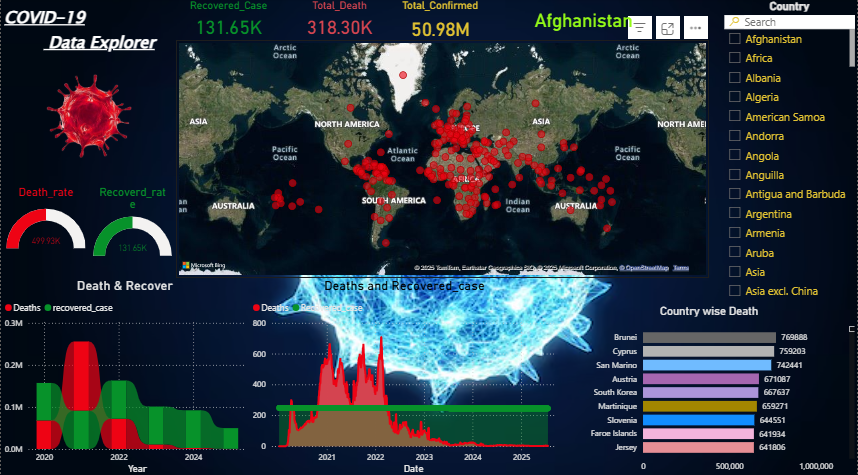 COVID-19
Data Explorer
Recovered_Case
131.65K
Total_Death
318.30K
Total_Confirmed
50.98M
Afghanistan
Country
Search
Afghanistan
Africa
Albania
Algeria
American Samoa
Andorra
Angola
Anguilla
Antigua and Barbuda
Argentina
Armenia
Aruba
Asia
Asia excl. China
Arctic
Ocean
Arctic
Ocean
ASIA
NORTH AMERICA
ASIA
NORTH AME
Pacific
Ocean
Atlantic
Ocean
Pacific
Ocean
AFRICA
an
AUSTRALIA
SOUTH AMERICA
Indian
Ocean
AUSTRALIA
Microsoft Bing
© 2025 TomTom, Earthstar Geographics SIO, © 2025 Microsoft Corporation, © OpenStreetMap Terms
Death_rate
499.93K
Recoverd_rat
e
131.65K
Death & Recover
Deaths
recovered_case
0.3M
0.2M
0.1M
0.0M
2020
2022
2024
Year
Deaths and Recovered_case
Deaths
Recovered_case
800
600
400
200
0
2021
2022
2023
2024
2025
Date
Country wise Death
Brunei 769888
Cyprus 759203
San Marino 742441
Austria 671087
South Korea 667637
Martinique 659271
Slovenia 644551
Faroe Islands 641934
Jersey 641806
0
500,000
1,000,000